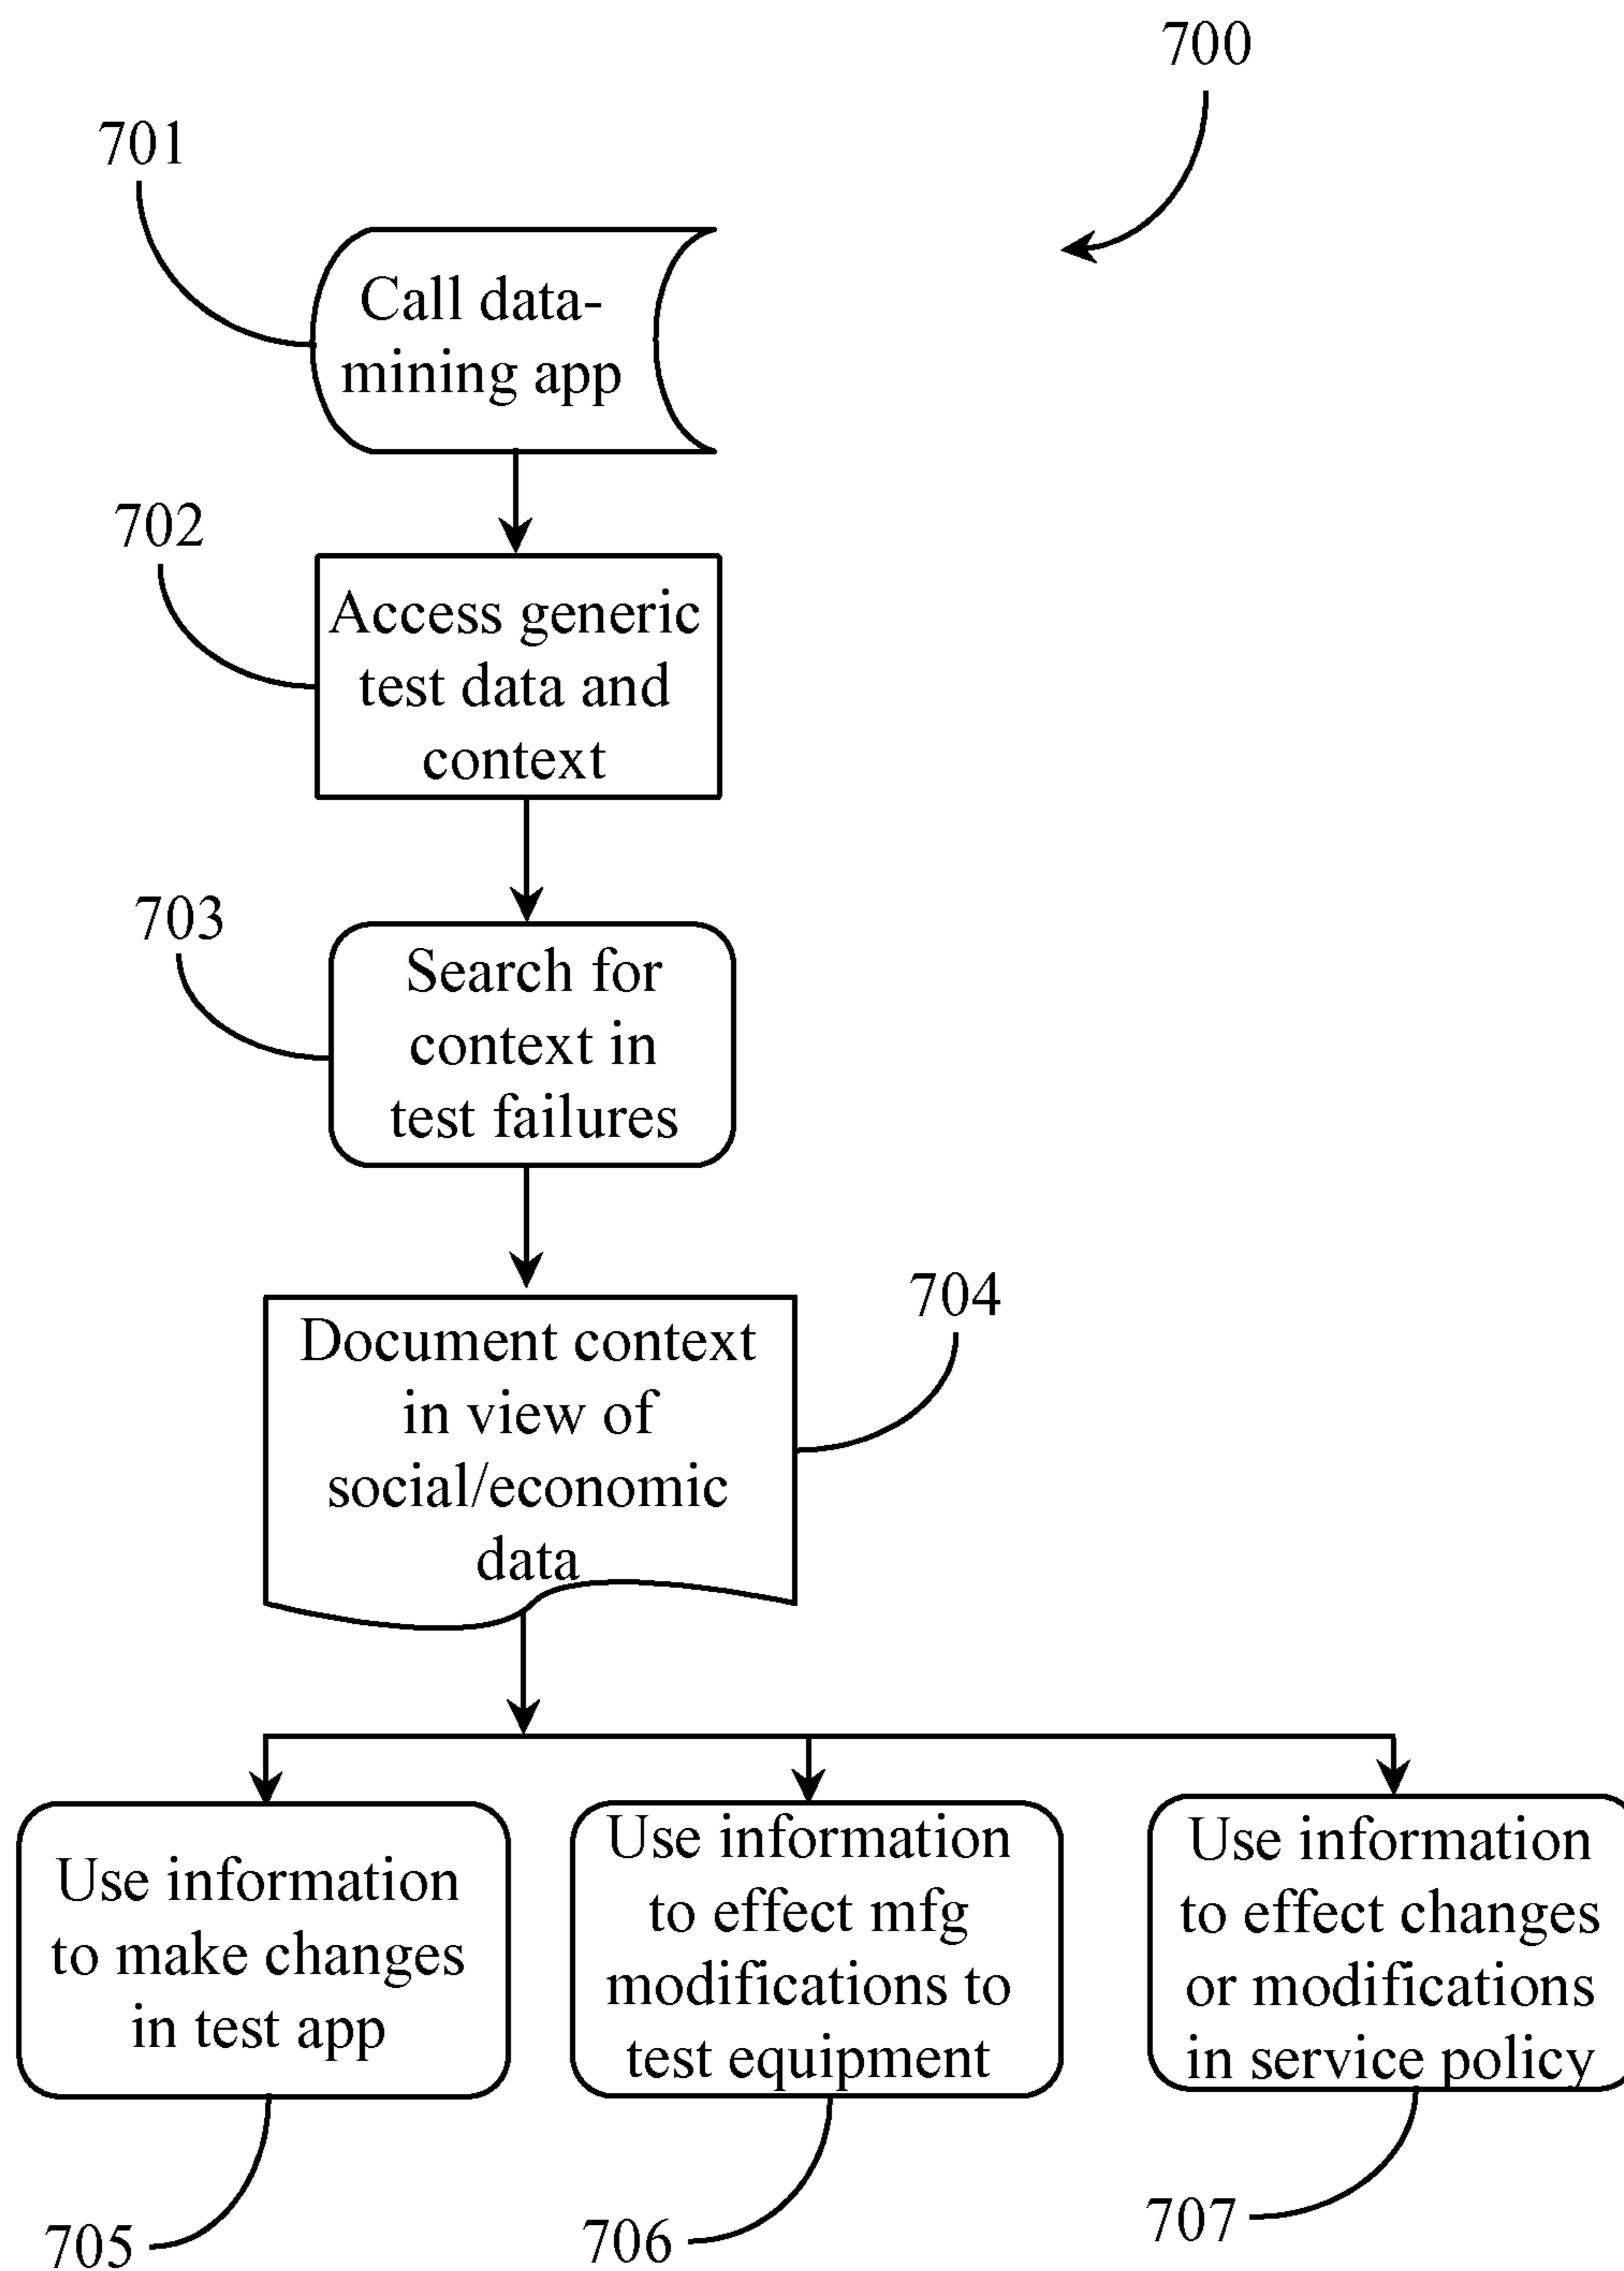 700
701
Call data-
mining app
702
Access generic
test data and
context
703
Search for
context in
test failures
704
Document context
in view of
social/economic
data
Use information
to make changes
in test app
Use information
to effect mfg
modifications to
test equipment
Use information
to effect changes
or modifications
in service policy
705
706
707